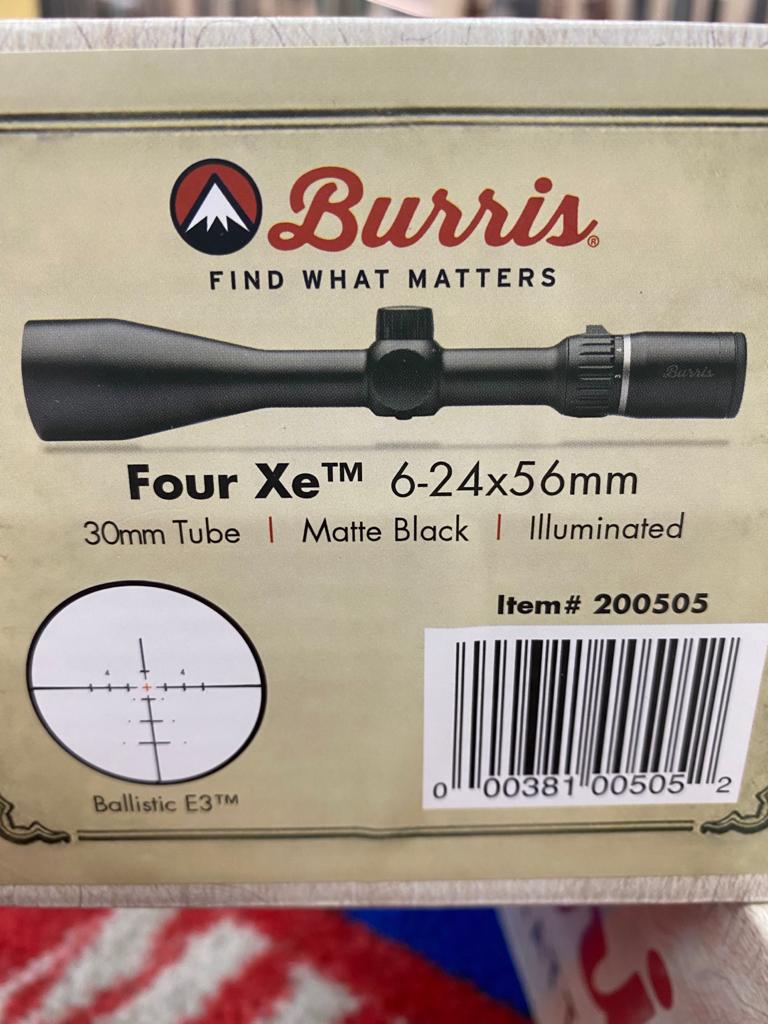 Burris®
FIND WHAT MATTERS
Burris
Four Xe™ 6-24x56mm
30mm Tube | Matte Black | Illuminated
Item# 200505
4 4
0 00381 00505 2
Ballistic E3™